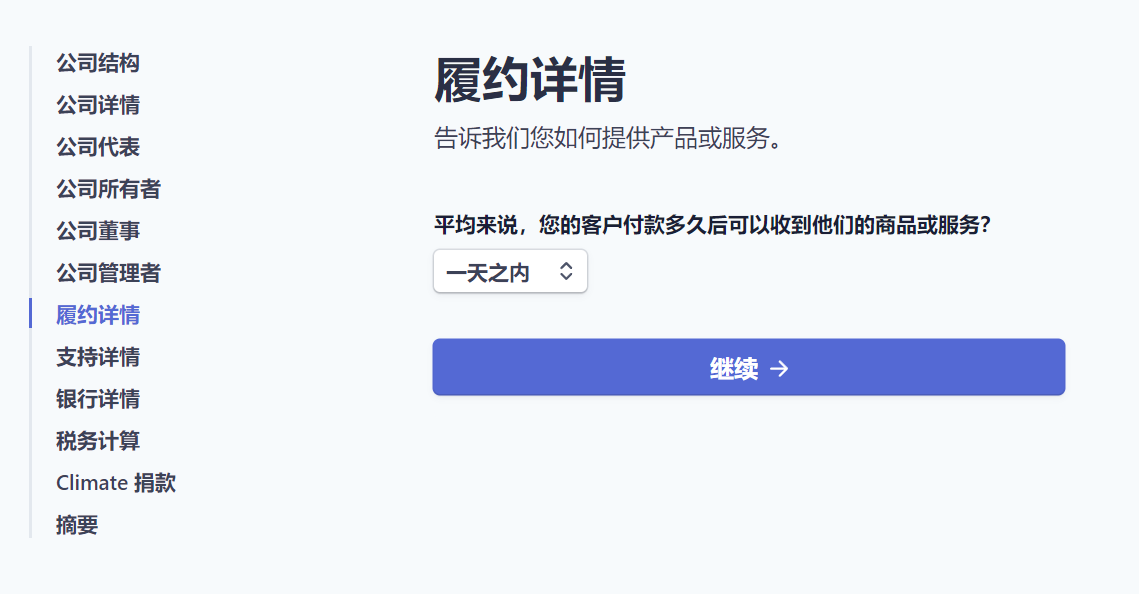 公司结构
公司详情
公司代表
公司所有者
公司董事
公司管理者
履约详情
支持详情
银行详情
税务计算
Climate 捐款
摘要
履约详情
告诉我们您如何提供产品或服务。
平均来说，您的客户付款多久后可以收到他们的商品或服务？
一天之内
继续 →